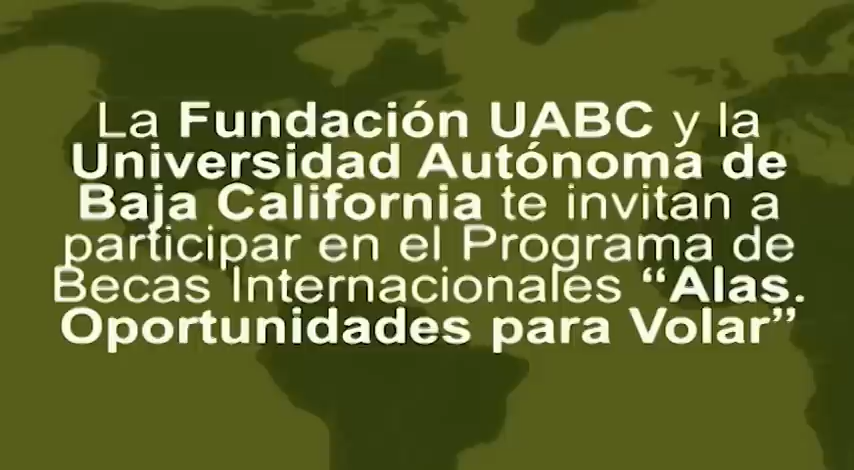 La Fundación UABC y la
Universidad Autónoma de
Baja California te invitan a
participar en el Programa de
Becas Internacionales “Alas.
Oportunidades para Volar”